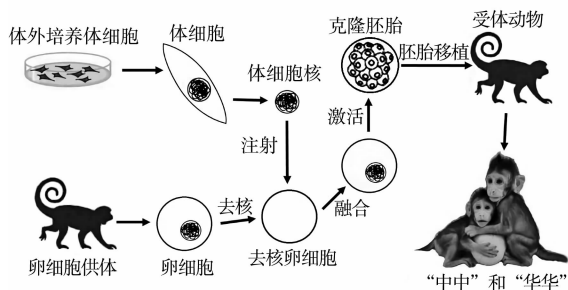 体外培养体细胞
体细胞
体细胞核
克隆胚胎
胚胎移植
受体动物
注射
激活
卵细胞供体
卵细胞
去核
去核卵细胞
融合
“中中”和“华华”